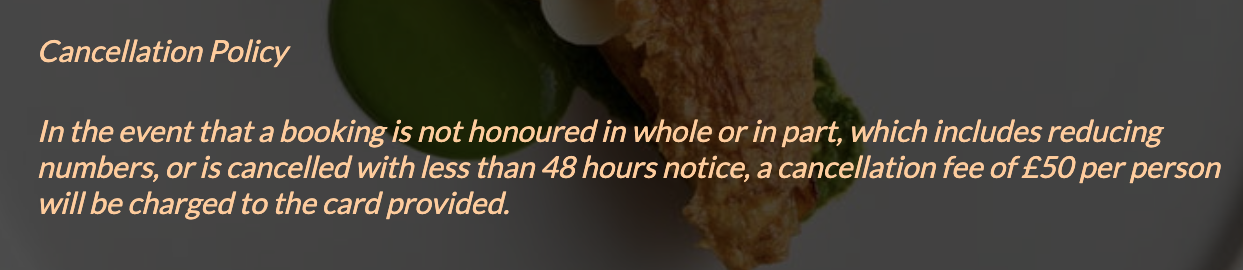 Cancellation Policy
In the event that a booking is not honoured in whole or in part, which includes reducing
numbers, or is cancelled with less than 48 hours notice, a cancellation fee of £50 per person
will be charged to the card provided.